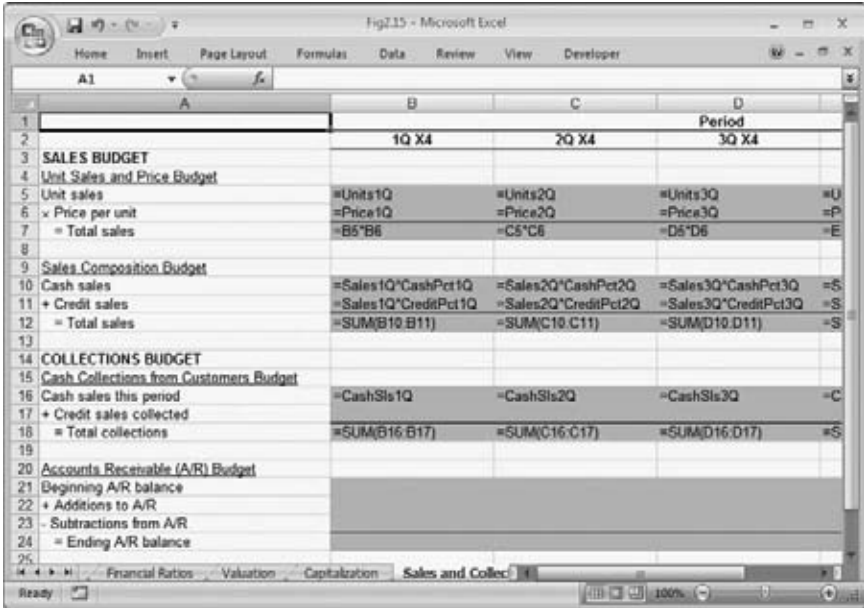 Fig2.15 - Microsoft Excel
Home Insert Page Layout Formulas Data Review View Developer
A1 fx
A B C D
1 Period
2 1Q X4 2Q X4 3Q X4
3 SALES BUDGET
4 Unit Sales and Price Budget
5 Unit sales =Units1Q =Units2Q =Units3Q =U
6 × Price per unit =Price1Q =Price2Q =Price3Q =P
7 = Total sales =B5*B6 =C5*C6 =D5*D6 =E
8
9 Sales Composition Budget
10 Cash sales =Sales1Q*CashPct1Q =Sales2Q*CashPct2Q =Sales3Q*CashPct3Q =S
11 + Credit sales =Sales1Q*CreditPct1Q =Sales2Q*CreditPct2Q =Sales3Q*CreditPct3Q =S
12 = Total sales =SUM(B10:B11) =SUM(C10:C11) =SUM(D10:D11) =S
13
14 COLLECTIONS BUDGET
15 Cash Collections from Customers Budget
16 Cash sales this period =CashSls1Q =CashSls2Q =CashSls3Q =C
17 + Credit sales collected
18 = Total collections =SUM(B16:B17) =SUM(C16:C17) =SUM(D16:D17) =S
19
20 Accounts Receivable (A/R) Budget
21 Beginning A/R balance
22 + Additions to A/R
23 - Subtractions from A/R
24 = Ending A/R balance
25
Financial Ratios Valuation Capitalization Sales and Collec
Ready 100%